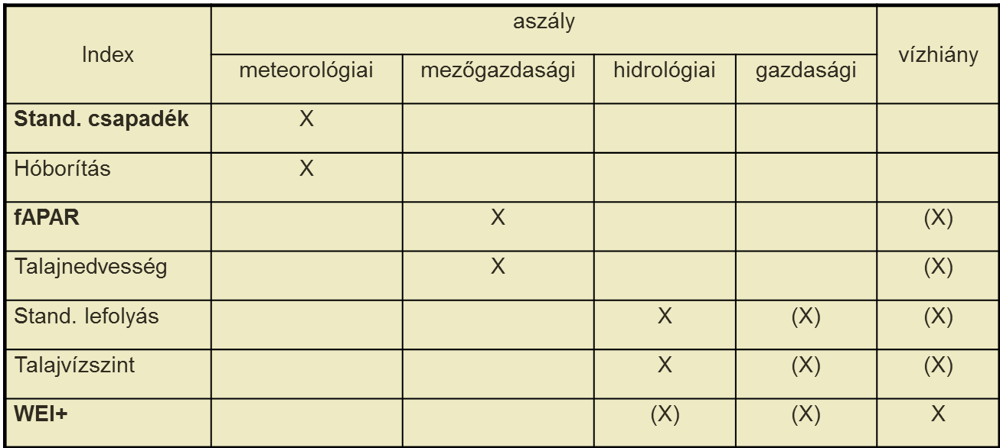 Index
aszály
vízhiány
meteorológiai mezőgazdasági hidrológiai gazdasági
Stand. csapadék X
Hóborítás X
fAPAR X (X)
Talajnedvesség X (X)
Stand. lefolyás X (X) (X)
Talajvízszint X (X) (X)
WEI+ (X) (X) X